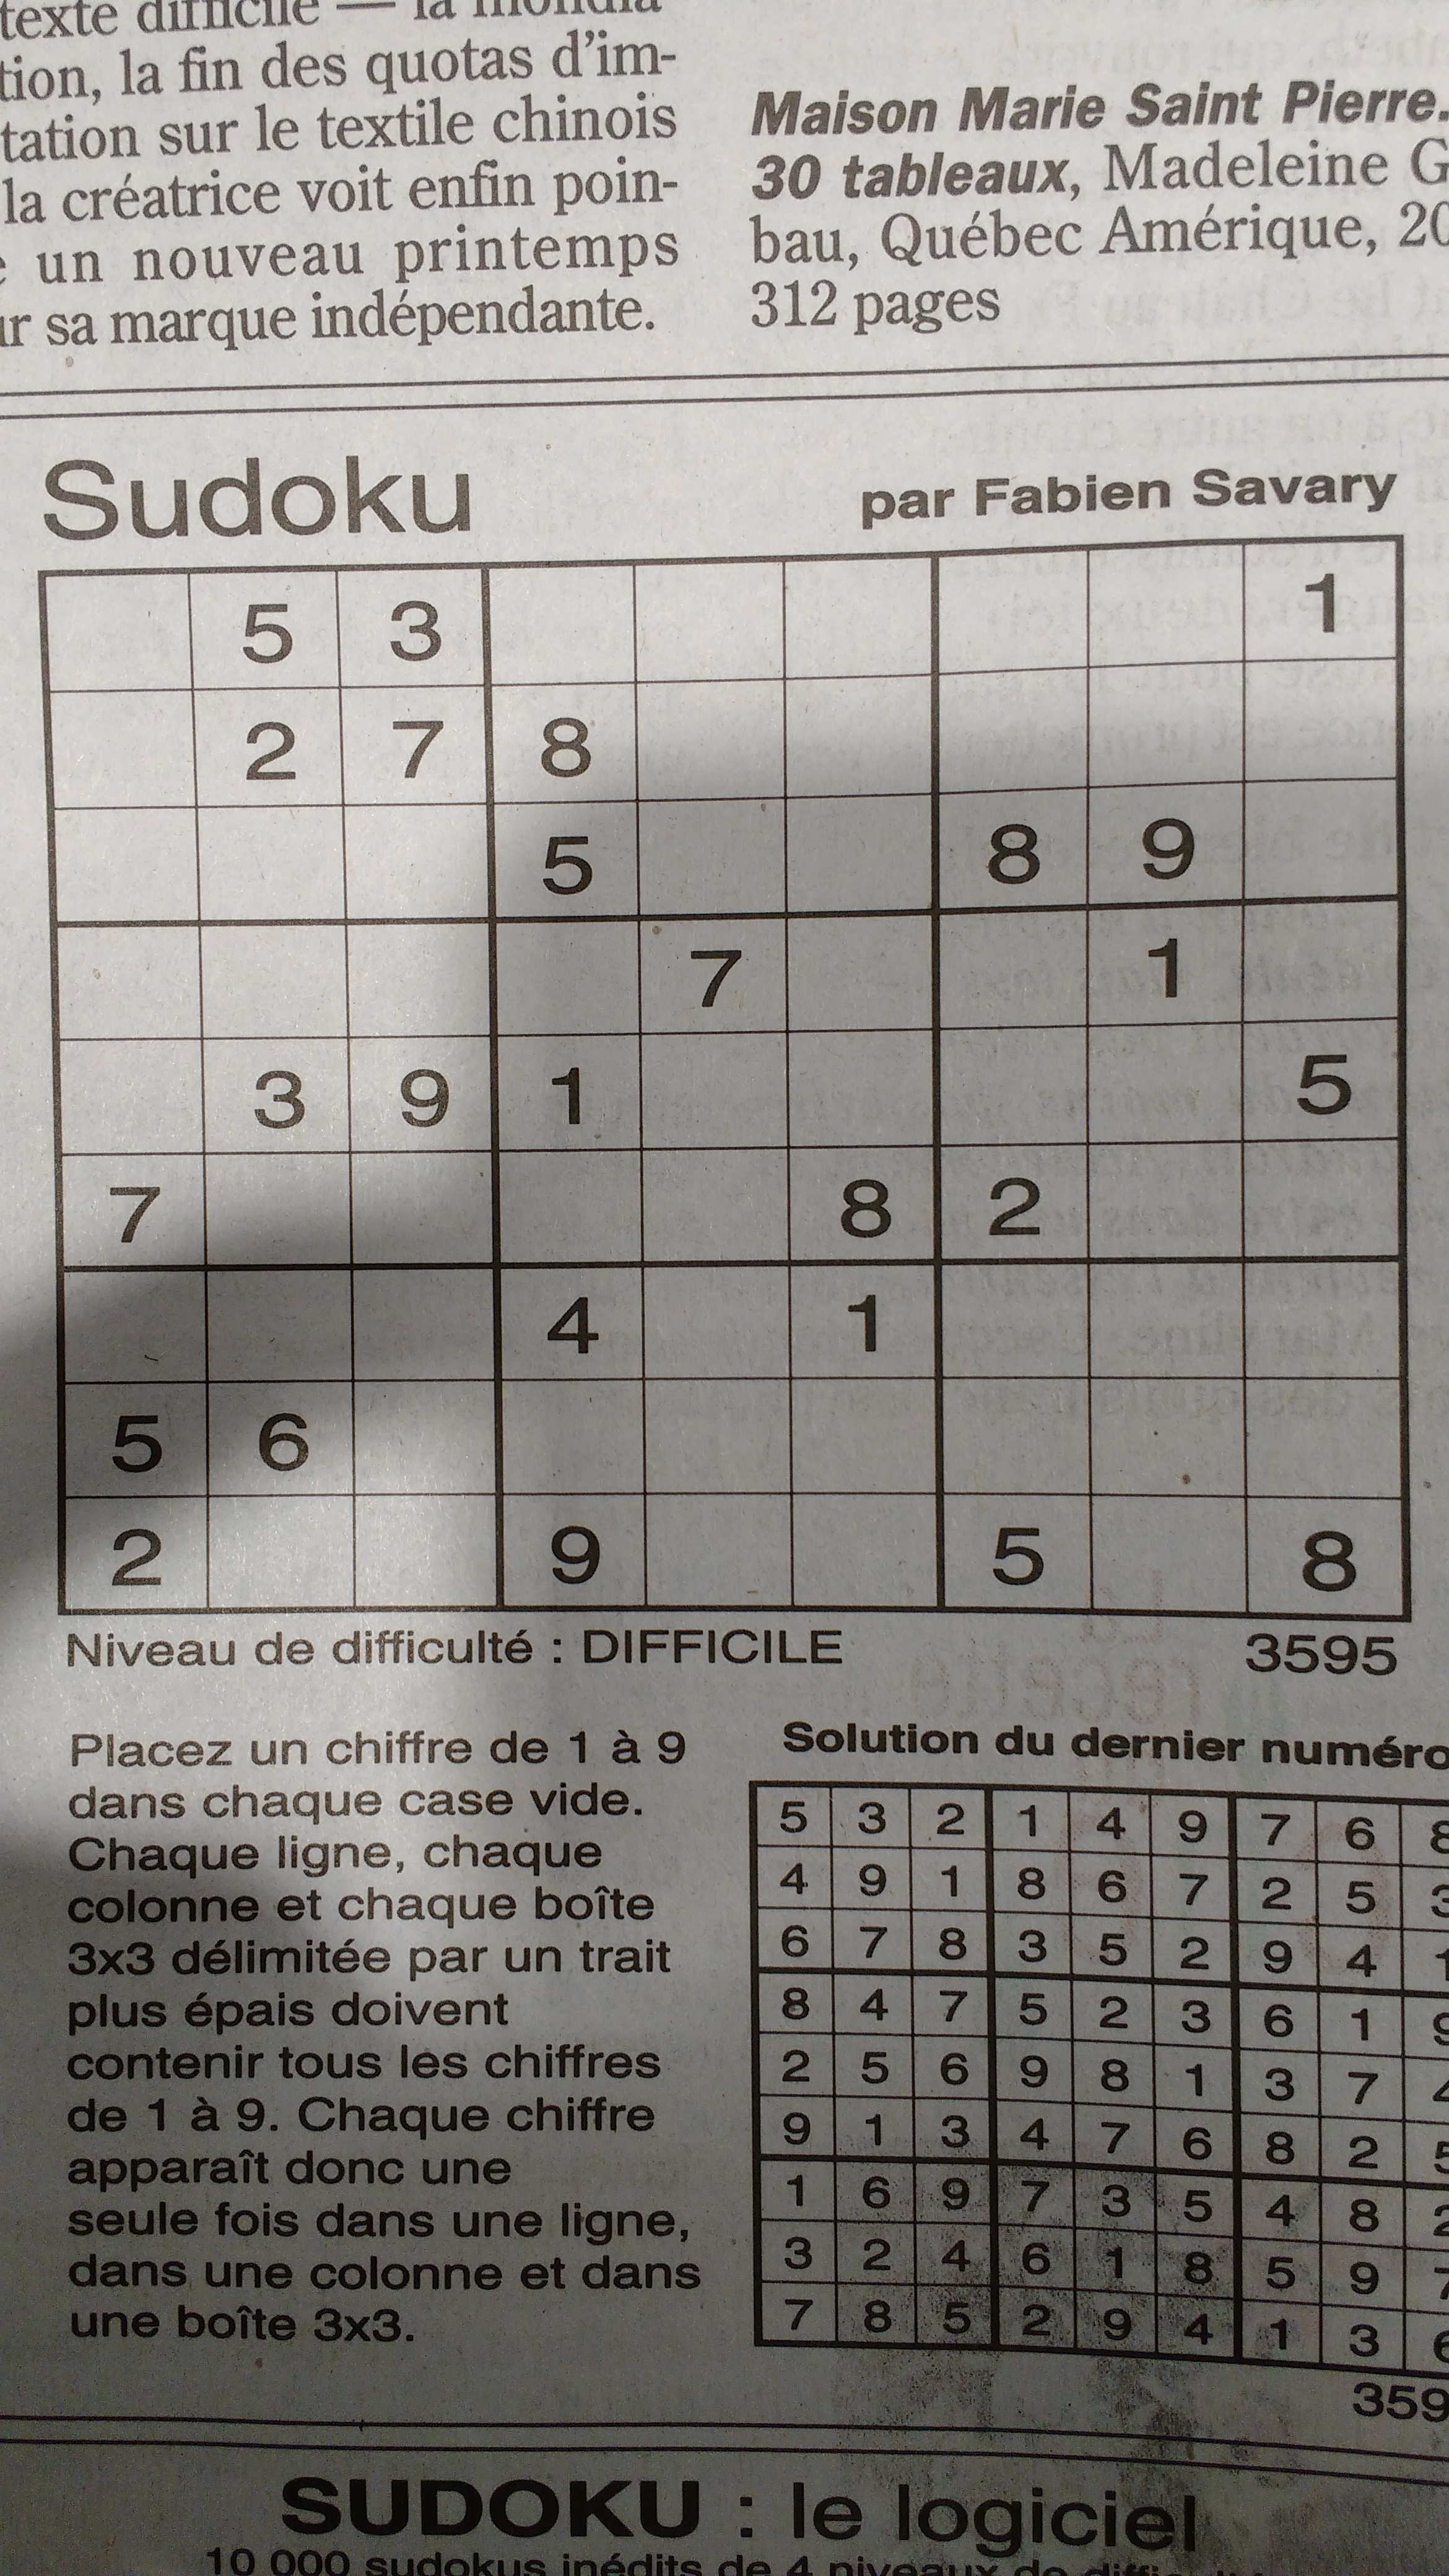 texte difficile — la mondia
tion, la fin des quotas d'im-
tation sur le textile chinois
la créatrice voit enfin poin-
e un nouveau printemps
ur sa marque indépendante.
Maison Marie Saint Pierre.
30 tableaux, Madeleine G
bau, Québec Amérique, 20
312 pages
Sudoku
par Fabien Savary
5 3 1
2 7 8
5 8 9
7 1
3 9 1 5
7 8 2
4 1
5 6
2 9 5 8
Niveau de difficulté : DIFFICILE
3595
Placez un chiffre de 1 à 9
dans chaque case vide.
Chaque ligne, chaque
colonne et chaque boîte
3x3 délimitée par un trait
plus épais doivent
contenir tous les chiffres
de 1 à 9. Chaque chiffre
apparaît donc une
seule fois dans une ligne,
dans une colonne et dans
une boîte 3x3.
Solution du dernier numéro
5 3 2 1 4 9 7 6 8
4 9 1 8 6 7 2 5 3
6 7 8 3 5 2 9 4 1
8 4 7 5 2 3 6 1 9
2 5 6 9 8 1 3 7 4
9 1 3 4 7 6 8 2 5
1 6 9 7 3 5 4 8 2
3 2 4 6 1 8 5 9 7
7 8 5 2 9 4 1 3 6
359
SUDOKU : le logiciel
10 000 sudokus inédits de 4 niveaux de diffi